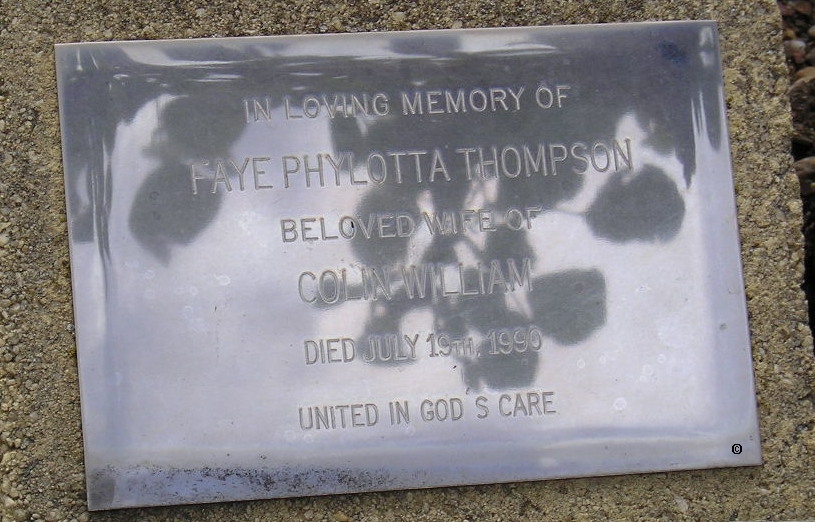 IN LOVING MEMORY OF
FAYE PHYLOTTA THOMPSON
BELOVED WIFE OF
COLIN WILLIAM
DIED JULY 19TH, 1990
UNITED IN GOD S CARE
©